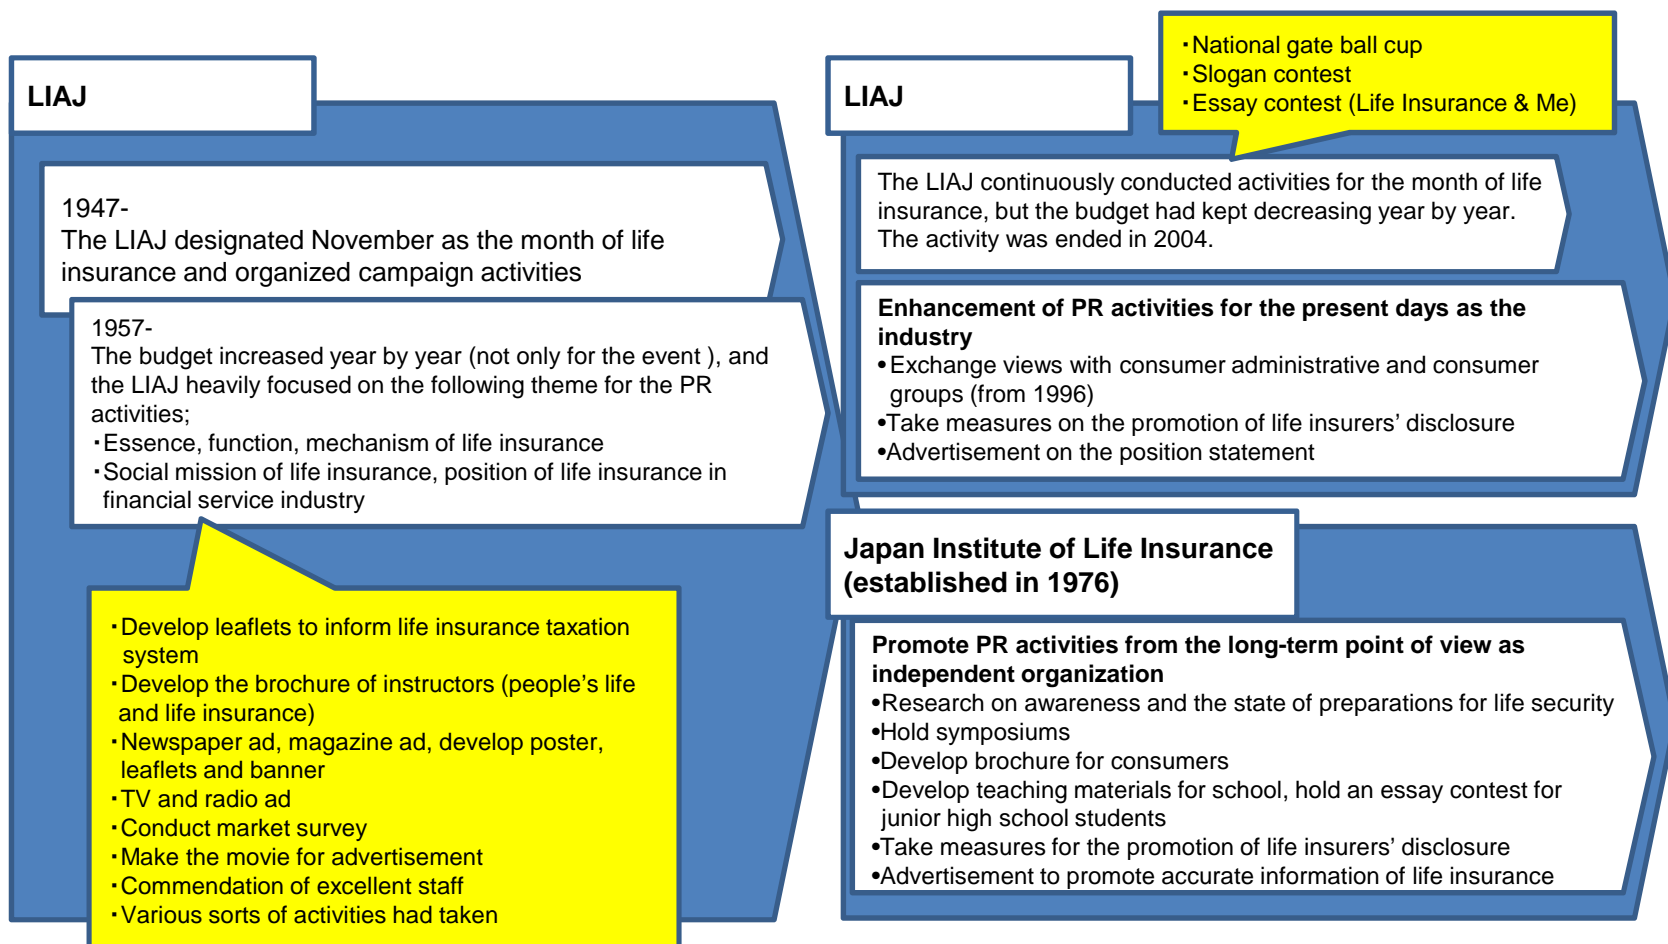 LIAJ
1947-
The LIAJ designated November as the month of life
insurance and organized campaign activities
1957-
The budget increased year by year (not only for the event ), and
the LIAJ heavily focused on the following theme for the PR
activities;
・Essence, function, mechanism of life insurance
・Social mission of life insurance, position of life insurance in
financial service industry
・Develop leaflets to inform life insurance taxation
system
・Develop the brochure of instructors (people’s life
and life insurance)
・Newspaper ad, magazine ad, develop poster,
leaflets and banner
・TV and radio ad
・Conduct market survey
・Make the movie for advertisement
・Commendation of excellent staff
・Various sorts of activities had taken
LIAJ
・National gate ball cup
・Slogan contest
・Essay contest (Life Insurance & Me)
The LIAJ continuously conducted activities for the month of life
insurance, but the budget had kept decreasing year by year.
The activity was ended in 2004.
Enhancement of PR activities for the present days as the
industry
•Exchange views with consumer administrative and consumer
groups (from 1996)
•Take measures on the promotion of life insurers’ disclosure
•Advertisement on the position statement
Japan Institute of Life Insurance
(established in 1976)
Promote PR activities from the long-term point of view as
independent organization
•Research on awareness and the state of preparations for life security
•Hold symposiums
•Develop brochure for consumers
•Develop teaching materials for school, hold an essay contest for
junior high school students
•Take measures for the promotion of life insurers’ disclosure
•Advertisement to promote accurate information of life insurance